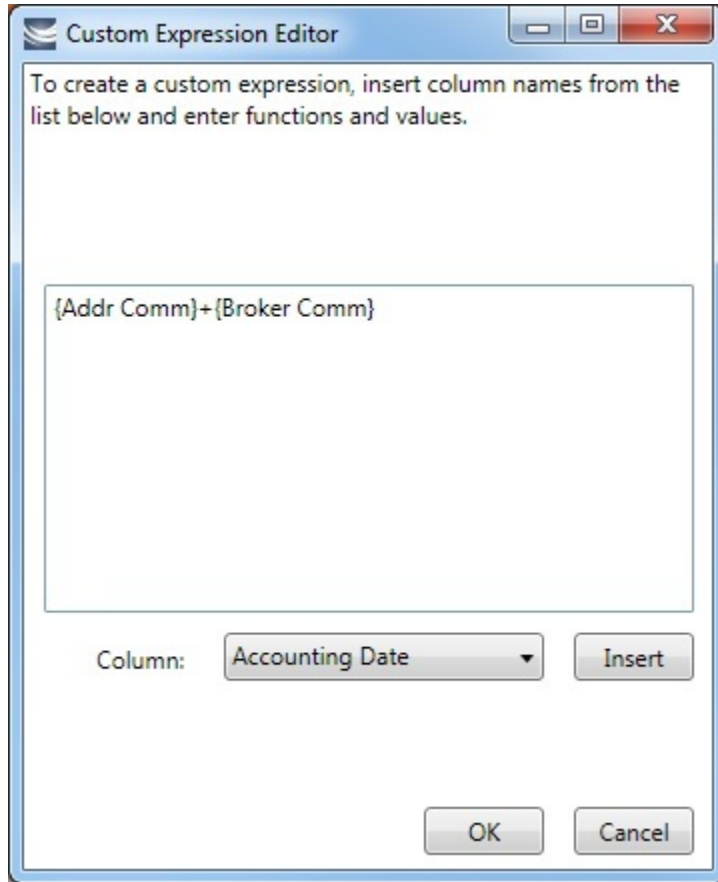 Custom Expression Editor
To create a custom expression, insert column names from the
list below and enter functions and values.
{Addr Comm}+{Broker Comm}
Column: Accounting Date Insert
OK Cancel